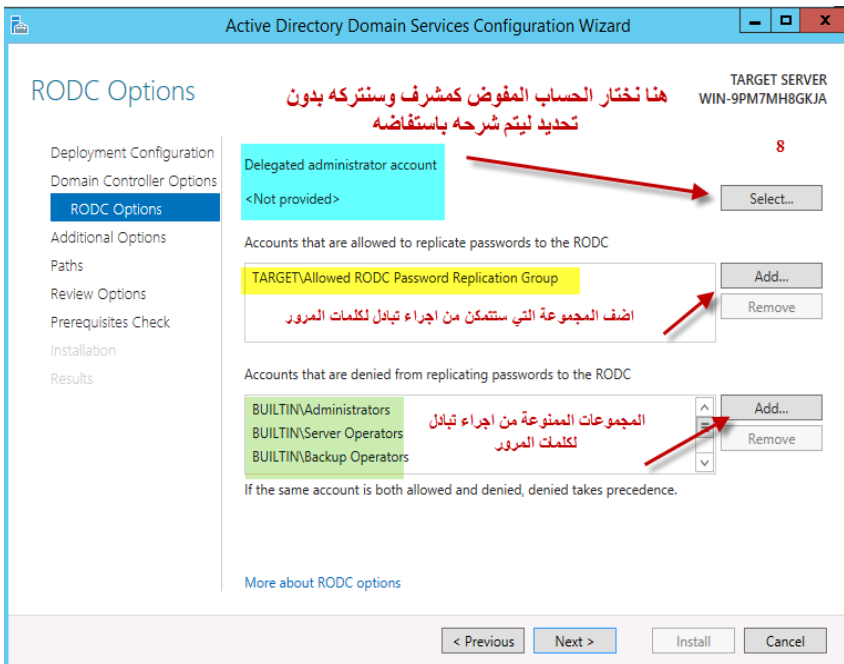 Active Directory Domain Services Configuration Wizard
RODC Options
TARGET SERVER
WIN-9PM7MH8GKJA
هنا نختار الحساب المفوض كمشرف وسنتركه بدون
تحديد ليتم شرحه باستفاضه
8
Deployment Configuration
Domain Controller Options
RODC Options
Additional Options
Paths
Review Options
Prerequisites Check
Installation
Results
Delegated administrator account
<Not provided>
Select...
Accounts that are allowed to replicate passwords to the RODC
TARGET\Allowed RODC Password Replication Group
Add...
Remove
اضف المجموعة التي ستتمكن من اجراء تبادل لكلمات المرور
Accounts that are denied from replicating passwords to the RODC
BUILTIN\Administrators
BUILTIN\Server Operators
BUILTIN\Backup Operators
المجموعات الممنوعة من اجراء تبادل
لكلمات المرور
Add...
Remove
If the same account is both allowed and denied, denied takes precedence.
More about RODC options
< Previous
Next >
Install
Cancel